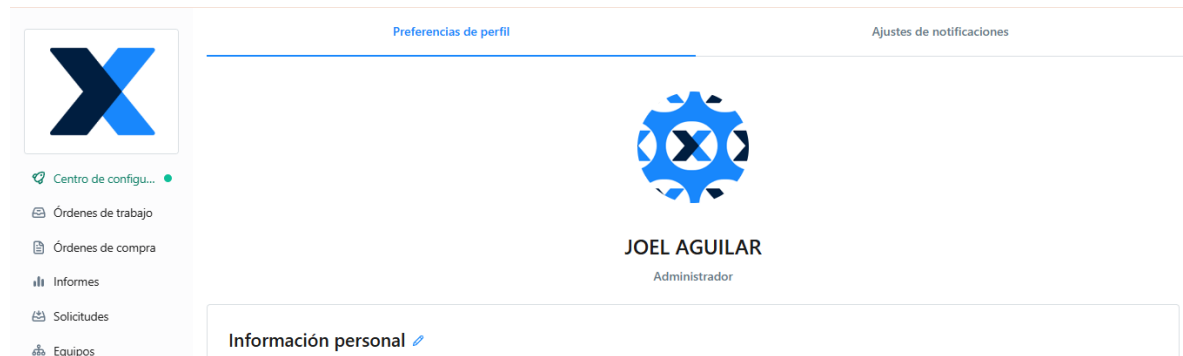 Preferencias de perfil
Ajustes de notificaciones
Centro de configu...
Órdenes de trabajo
Órdenes de compra
Informes
Solicitudes
Equipos
JOEL AGUILAR
Administrador
Información personal